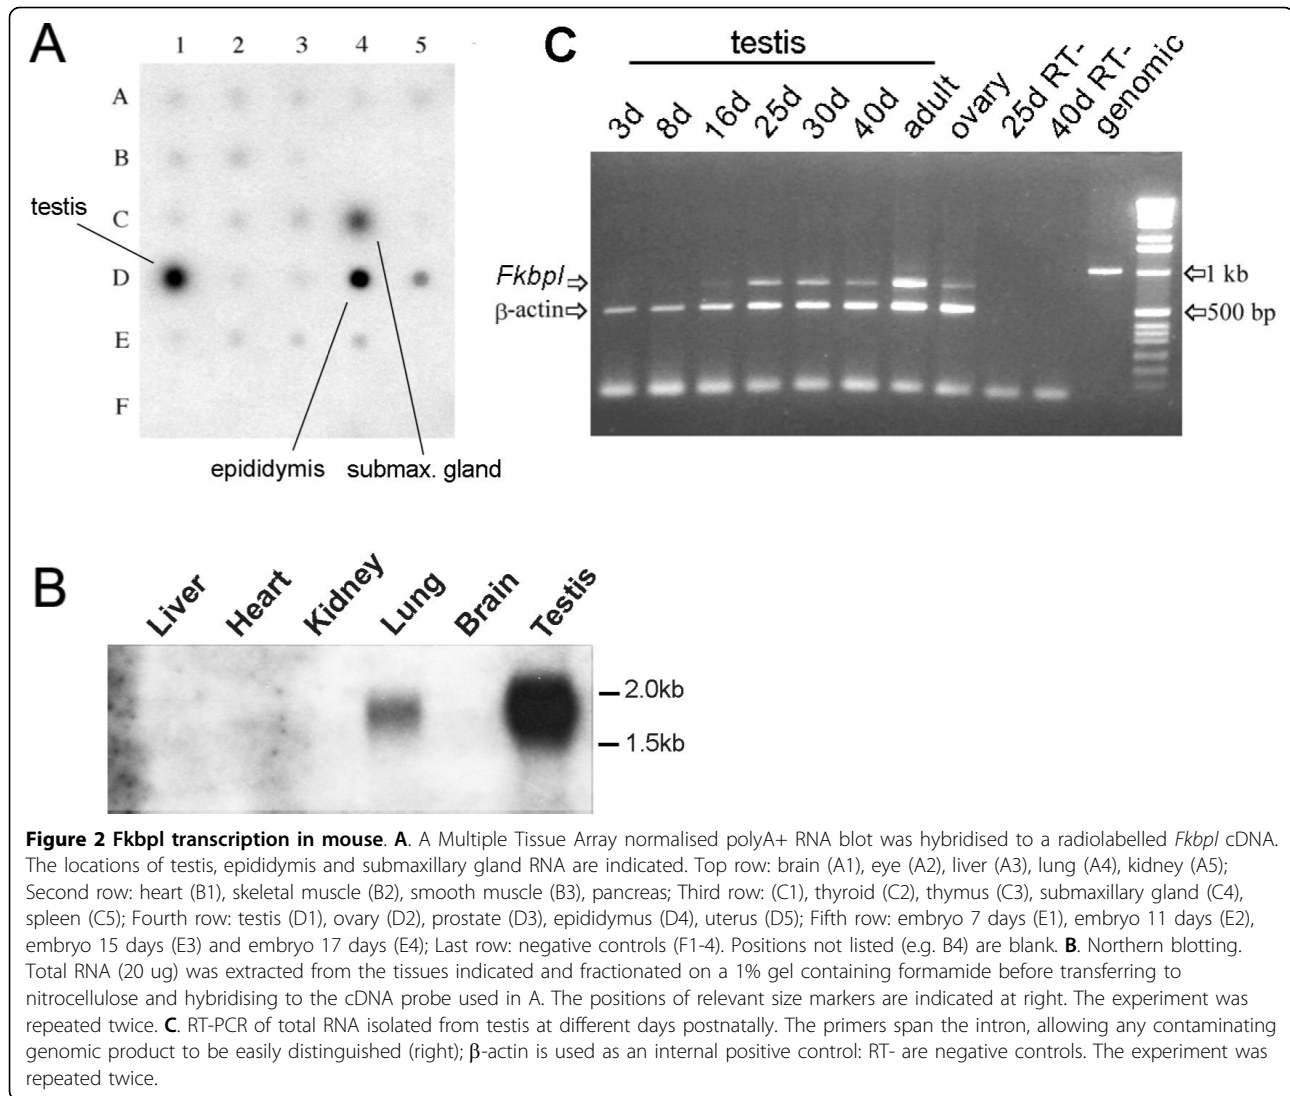 A
1 2 3 4 5
A
B
C
D
E
F
testis
epididymis submax. gland
C
testis
3d 8d 16d 25d 30d 40d adult ovary 25d RT- 40d RT- genomic
Fkbpl ⇨
β-actin ⇨
⇦1 kb
⇦500 bp
B
Liver Heart Kidney Lung Brain Testis
2.0kb
1.5kb
Figure 2 Fkbpl transcription in mouse. A. A Multiple Tissue Array normalised polyA+ RNA blot was hybridised to a radiolabelled Fkbpl cDNA.
The locations of testis, epididymis and submaxillary gland RNA are indicated. Top row: brain (A1), eye (A2), liver (A3), lung (A4), kidney (A5);
Second row: heart (B1), skeletal muscle (B2), smooth muscle (B3), pancreas; Third row: (C1), thyroid (C2), thymus (C3), submaxillary gland (C4),
spleen (C5); Fourth row: testis (D1), ovary (D2), prostate (D3), epididymus (D4), uterus (D5); Fifth row: embryo 7 days (E1), embryo 11 days (E2),
embryo 15 days (E3) and embryo 17 days (E4); Last row: negative controls (F1-4). Positions not listed (e.g. B4) are blank. B. Northern blotting.
Total RNA (20 ug) was extracted from the tissues indicated and fractionated on a 1% gel containing formamide before transferring to
nitrocellulose and hybridising to the cDNA probe used in A. The positions of relevant size markers are indicated at right. The experiment was
repeated twice. C. RT-PCR of total RNA isolated from testis at different days postnatally. The primers span the intron, allowing any contaminating
genomic product to be easily distinguished (right); β-actin is used as an internal positive control: RT- are negative controls. The experiment was
repeated twice.